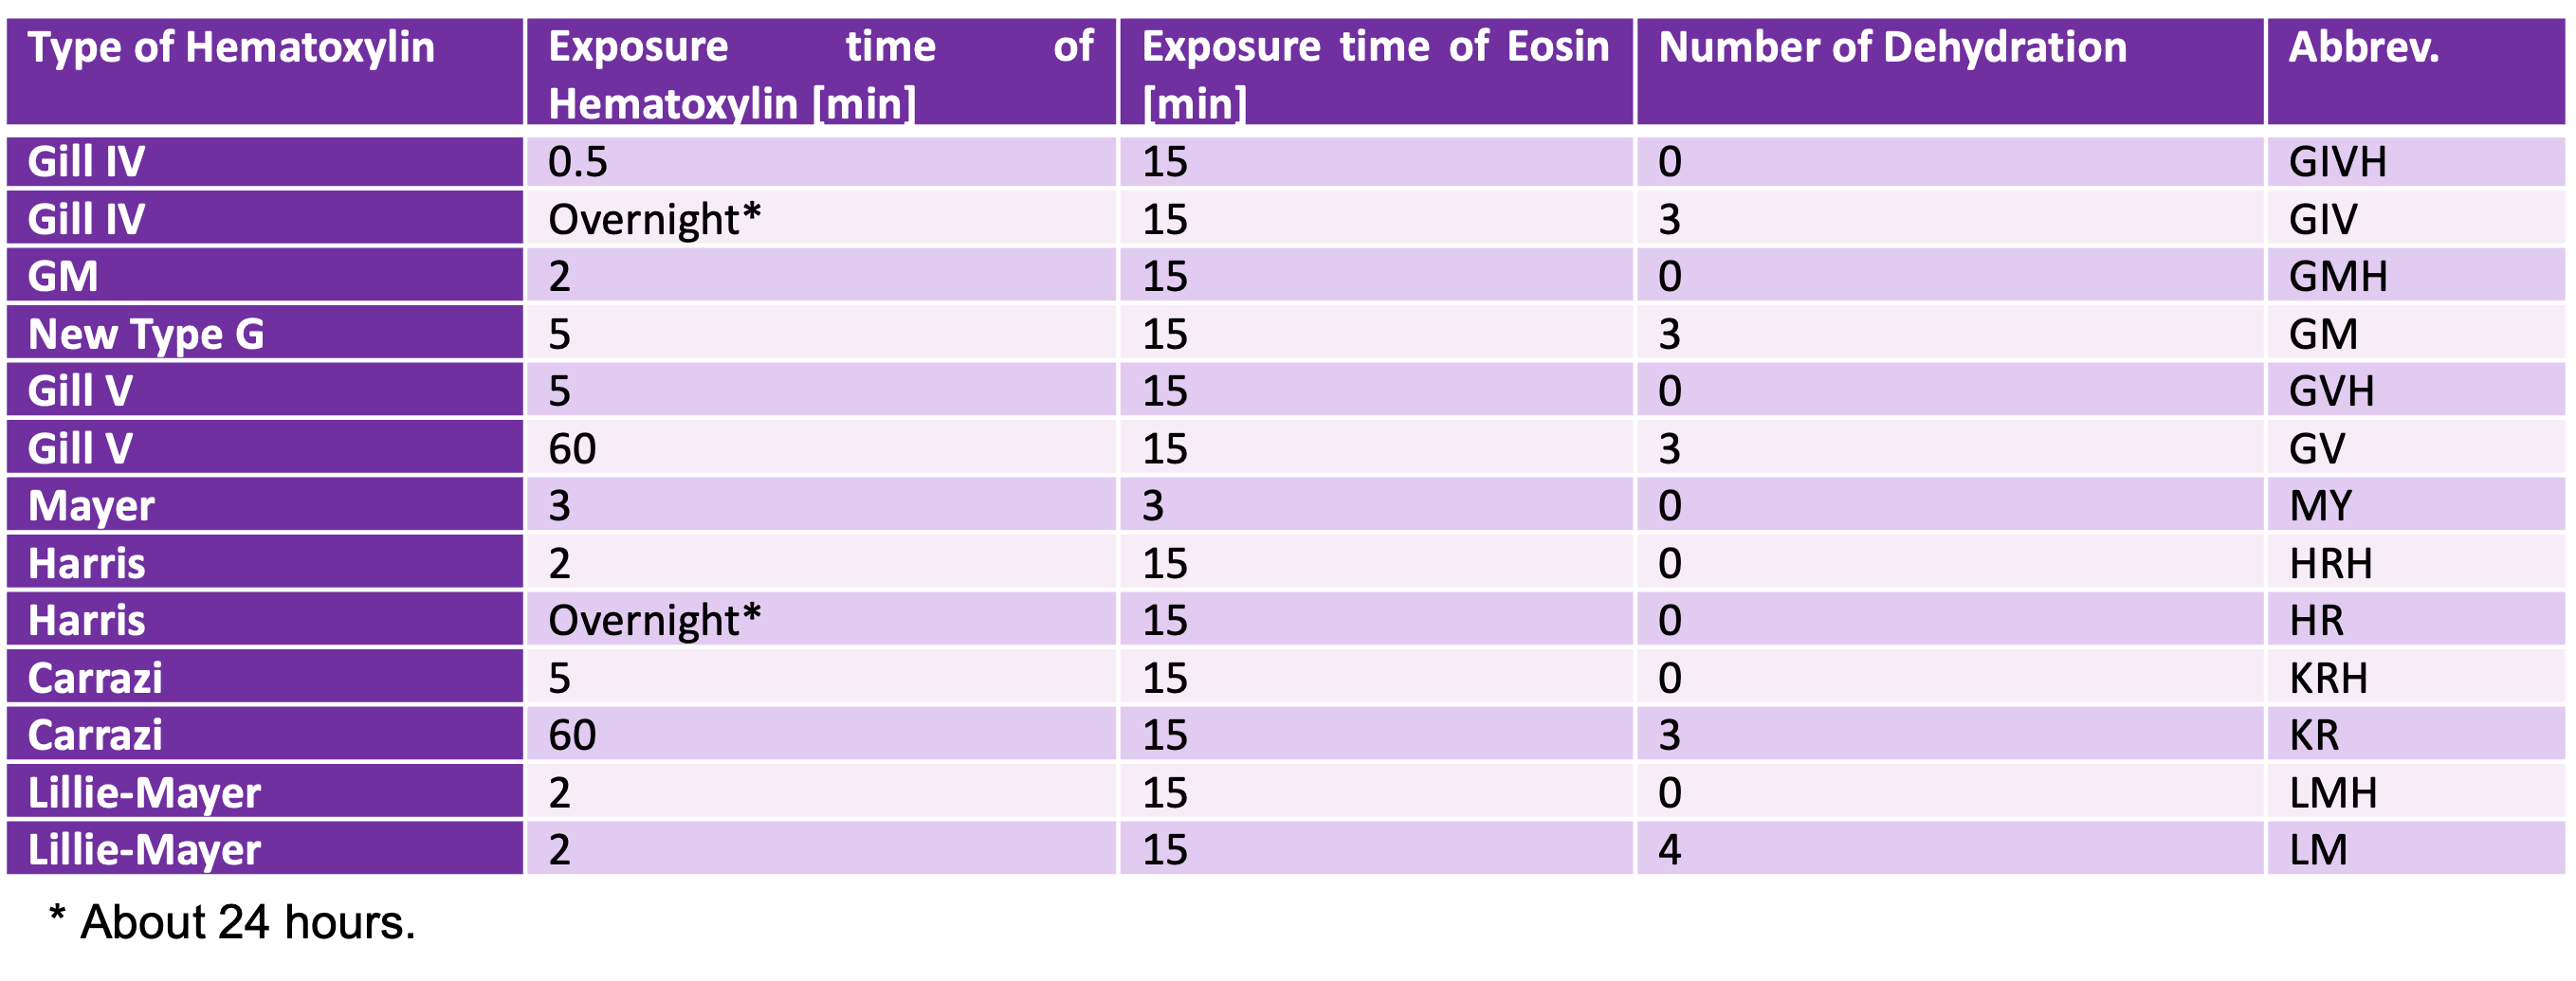 Type of Hematoxylin Exposure time of Hematoxylin [min] Exposure time of Eosin [min] Number of Dehydration Abbrev.
Gill IV 0.5 15 0 GIVH
Gill IV Overnight* 15 3 GIV
GM 2 15 0 GMH
New Type G 5 15 3 GM
Gill V 5 15 0 GVH
Gill V 60 15 3 GV
Mayer 3 3 0 MY
Harris 2 15 0 HRH
Harris Overnight* 15 0 HR
Carrazi 5 15 0 KRH
Carrazi 60 15 3 KR
Lillie-Mayer 2 15 0 LMH
Lillie-Mayer 2 15 4 LM
* About 24 hours.